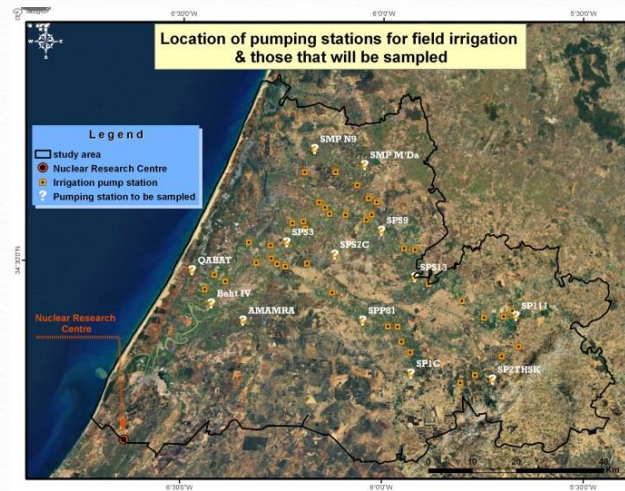 6°30'0"W 6°0'0"W 5°30'0"W
Location of pumping stations for field irrigation
& those that will be sampled
N
Legend
study area
Nuclear Research Centre
Irrigation pump station
Pumping station to be sampled
SMP N9
SMP M'Da
SPS9
SPS3
SPS7C
QABAT
SPS13
34°30'0"N
Beht IV
AMAMRA
SPP81
SP111
Nuclear Research
Centre
SP1C
SP2THSK
0 10 20 40
Km
6°30'0"W 6°0'0"W 5°30'0"W